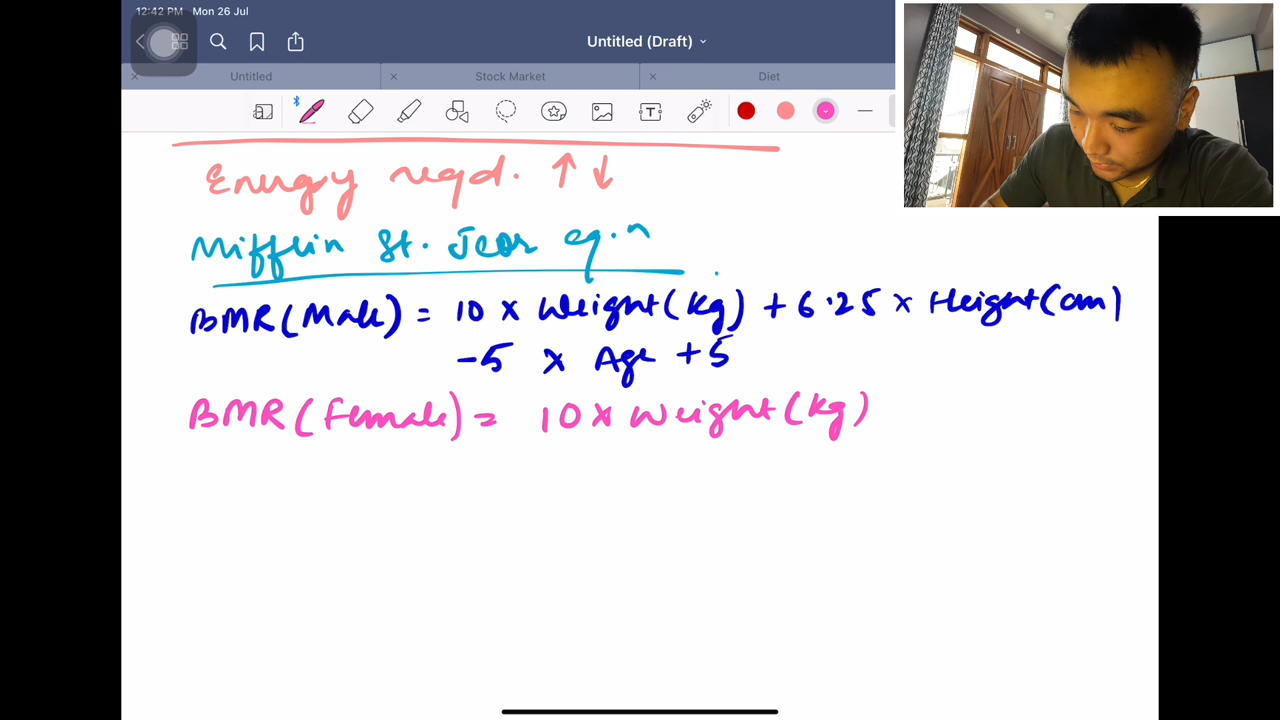 12:42 PM Mon 26 Jul
Untitled (Draft)
Untitled Stock Market Diet
T
Energy reqd. ↑ ↓
Mifflin St. Jeor eq.n
BMR(Male) = 10 x Weight(kg) + 6.25 x Height(cm)
-5 x Age +5
BMR(Female) = 10 x Weight(kg)